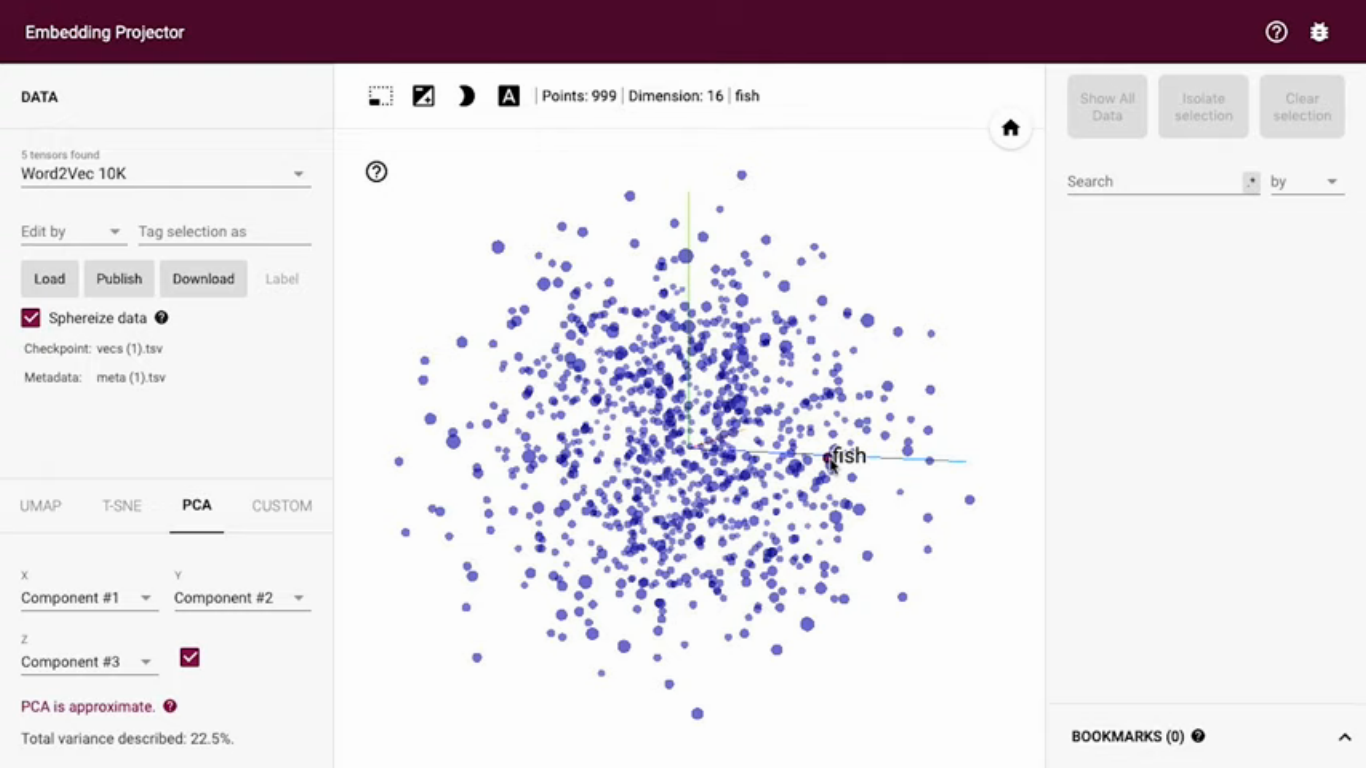 Embedding Projector
DATA
5 tensors found
Word2Vec 10K
Edit by
Tag selection as
Load
Publish
Download
Label
Sphereize data
Checkpoint: vecs (1).tsv
Metadata: meta (1).tsv
UMAP
T-SNE
PCA
CUSTOM
X
Component #1
Y
Component #2
Z
Component #3
PCA is approximate.
Total variance described: 22.5%.
A
Points: 999 | Dimension: 16 | fish
fish
Show All
Data
Isolate
selection
Clear
selection
Search
.*
by
BOOKMARKS (0)